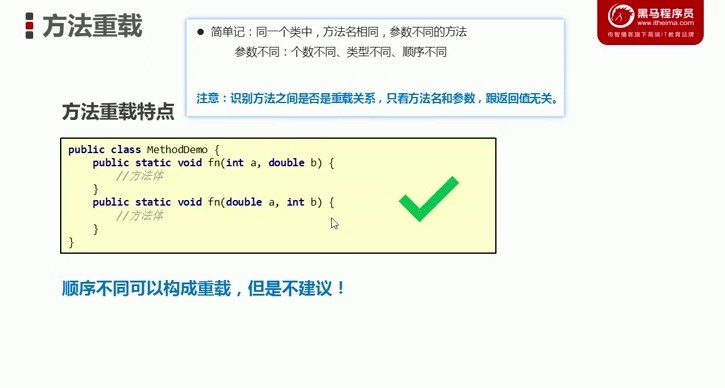 方法重载
● 简单记：同一个类中，方法名相同，参数不同的方法
参数不同：个数不同、类型不同、顺序不同
注意：识别方法之间是否是重载关系，只看方法名和参数，跟返回值无关。
黑马程序员
www.itheima.com
传智播客旗下高端IT教育品牌
方法重载特点
public class MethodDemo {
public static void fn(int a, double b) {
//方法体
}
public static void fn(double a, int b) {
//方法体
}
}
顺序不同可以构成重载，但是不建议！